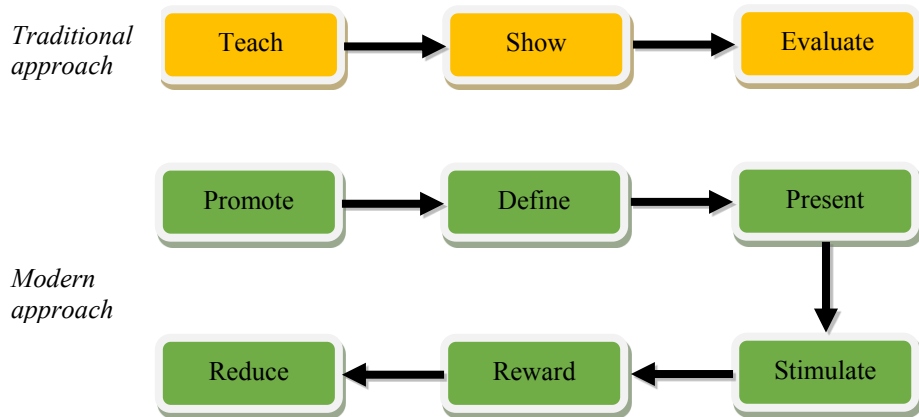 Traditional
approach
Teach
Show
Evaluate
Promote
Define
Present
Modern
approach
Stimulate
Reward
Reduce